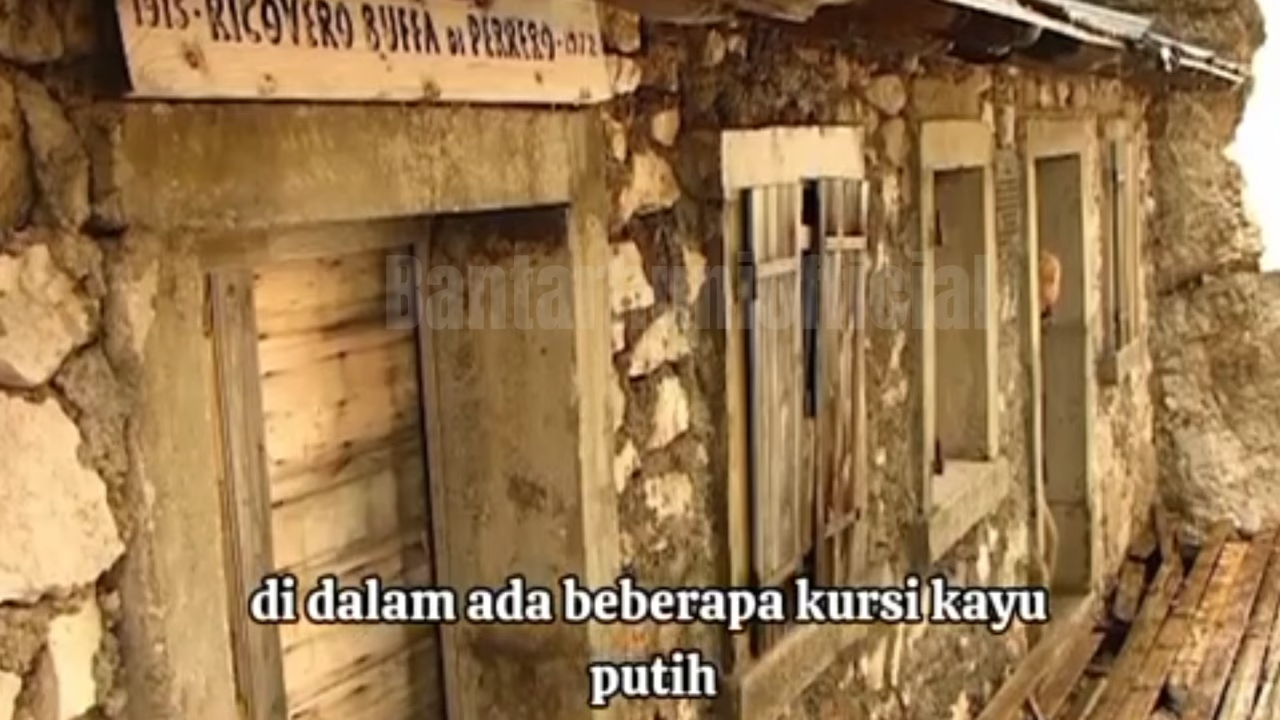 1915·RICOVERO BUFFA DI PERRERO·1972
di dalam ada beberapa kursi kayu
putih